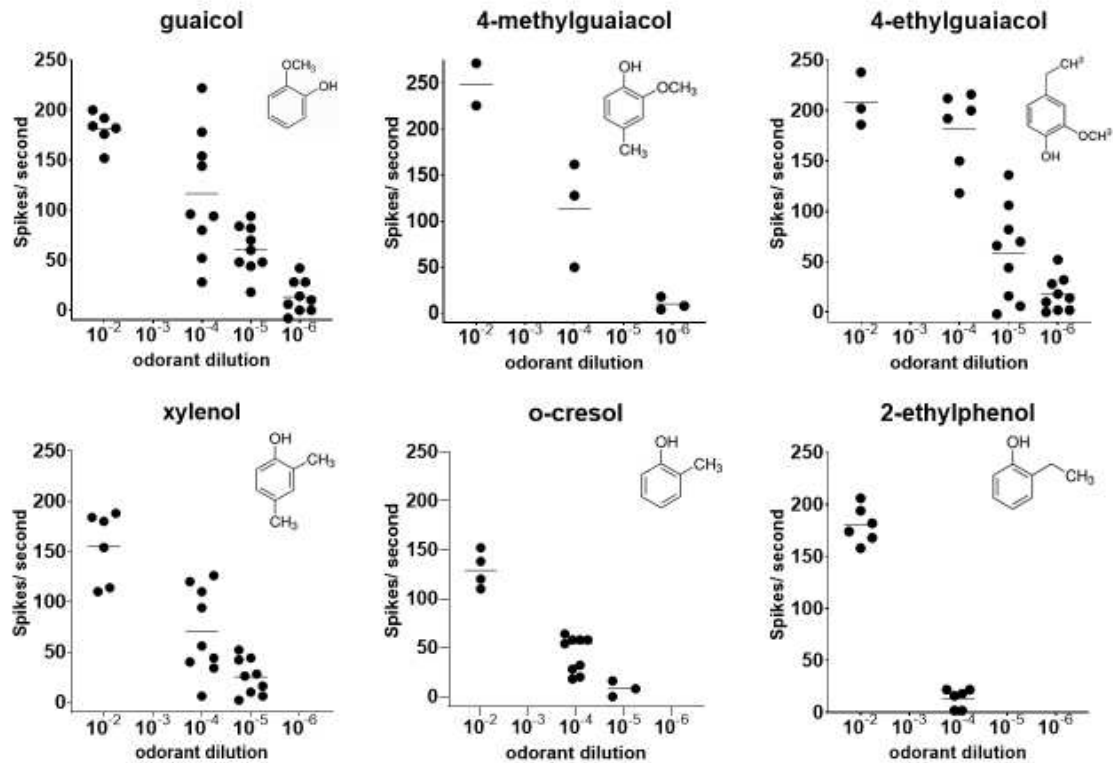 guaicol
250
200
150
100
50
0
Spikes/ second
OCH3
OH
10-2 10-3 10-4 10-5 10-6
odorant dilution
4-methylguaiacol
250
200
150
100
50
0
Spikes/ second
OH
OCH3
CH3
10-2 10-3 10-4 10-5 10-6
odorant dilution
4-ethylguaiacol
250
200
150
100
50
0
Spikes/ second
CH3
OCH3
OH
10-2 10-3 10-4 10-5 10-6
odorant dilution
xylenol
250
200
150
100
50
0
Spikes/ second
OH
CH3
CH3
10-2 10-3 10-4 10-5 10-6
odorant dilution
o-cresol
250
200
150
100
50
0
Spikes/ second
OH
CH3
10-2 10-3 10-4 10-5 10-6
odorant dilution
2-ethylphenol
250
200
150
100
50
0
Spikes/ second
OH
CH3
10-2 10-3 10-4 10-5 10-6
odorant dilution